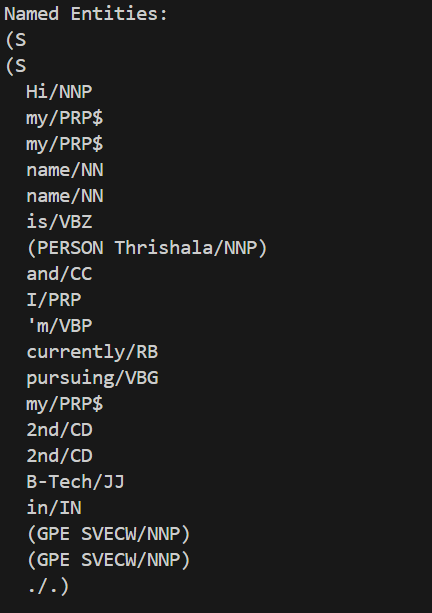 Named Entities:
(S
(S
  Hi/NNP
  my/PRP$
  my/PRP$
  name/NN
  name/NN
  is/VBZ
  (PERSON Thrishala/NNP)
  and/CC
  I/PRP
  'm/VBP
  currently/RB
  pursuing/VBG
  my/PRP$
  2nd/CD
  2nd/CD
  B-Tech/JJ
  in/IN
  (GPE SVECW/NNP)
  (GPE SVECW/NNP)
  ./.)